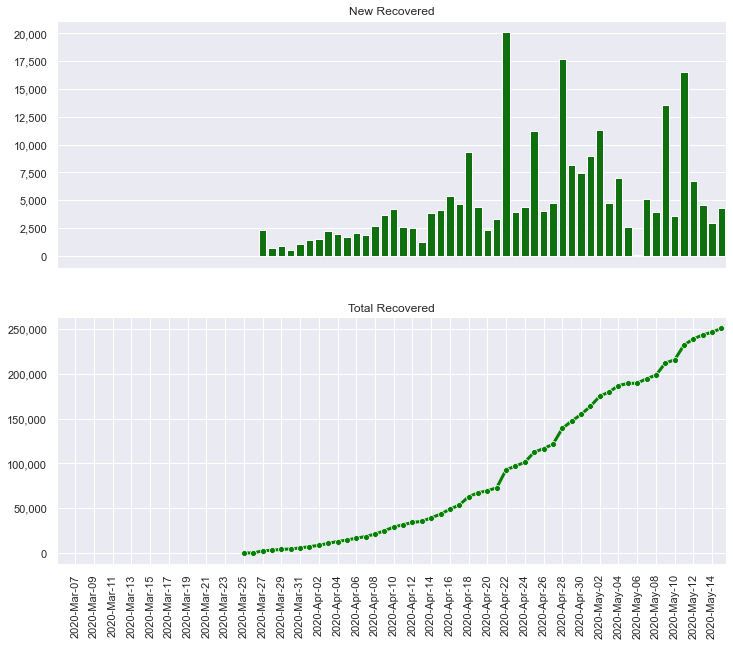 New Recovered
20,000
17,500
15,000
12,500
10,000
7,500
5,000
2,500
0
Total Recovered
250,000
200,000
150,000
100,000
50,000
0
2020-Mar-07
2020-Mar-09
2020-Mar-11
2020-Mar-13
2020-Mar-15
2020-Mar-17
2020-Mar-19
2020-Mar-21
2020-Mar-23
2020-Mar-25
2020-Mar-27
2020-Mar-29
2020-Mar-31
2020-Apr-02
2020-Apr-04
2020-Apr-06
2020-Apr-08
2020-Apr-10
2020-Apr-12
2020-Apr-14
2020-Apr-16
2020-Apr-18
2020-Apr-20
2020-Apr-22
2020-Apr-24
2020-Apr-26
2020-Apr-28
2020-Apr-30
2020-May-02
2020-May-04
2020-May-06
2020-May-08
2020-May-10
2020-May-12
2020-May-14